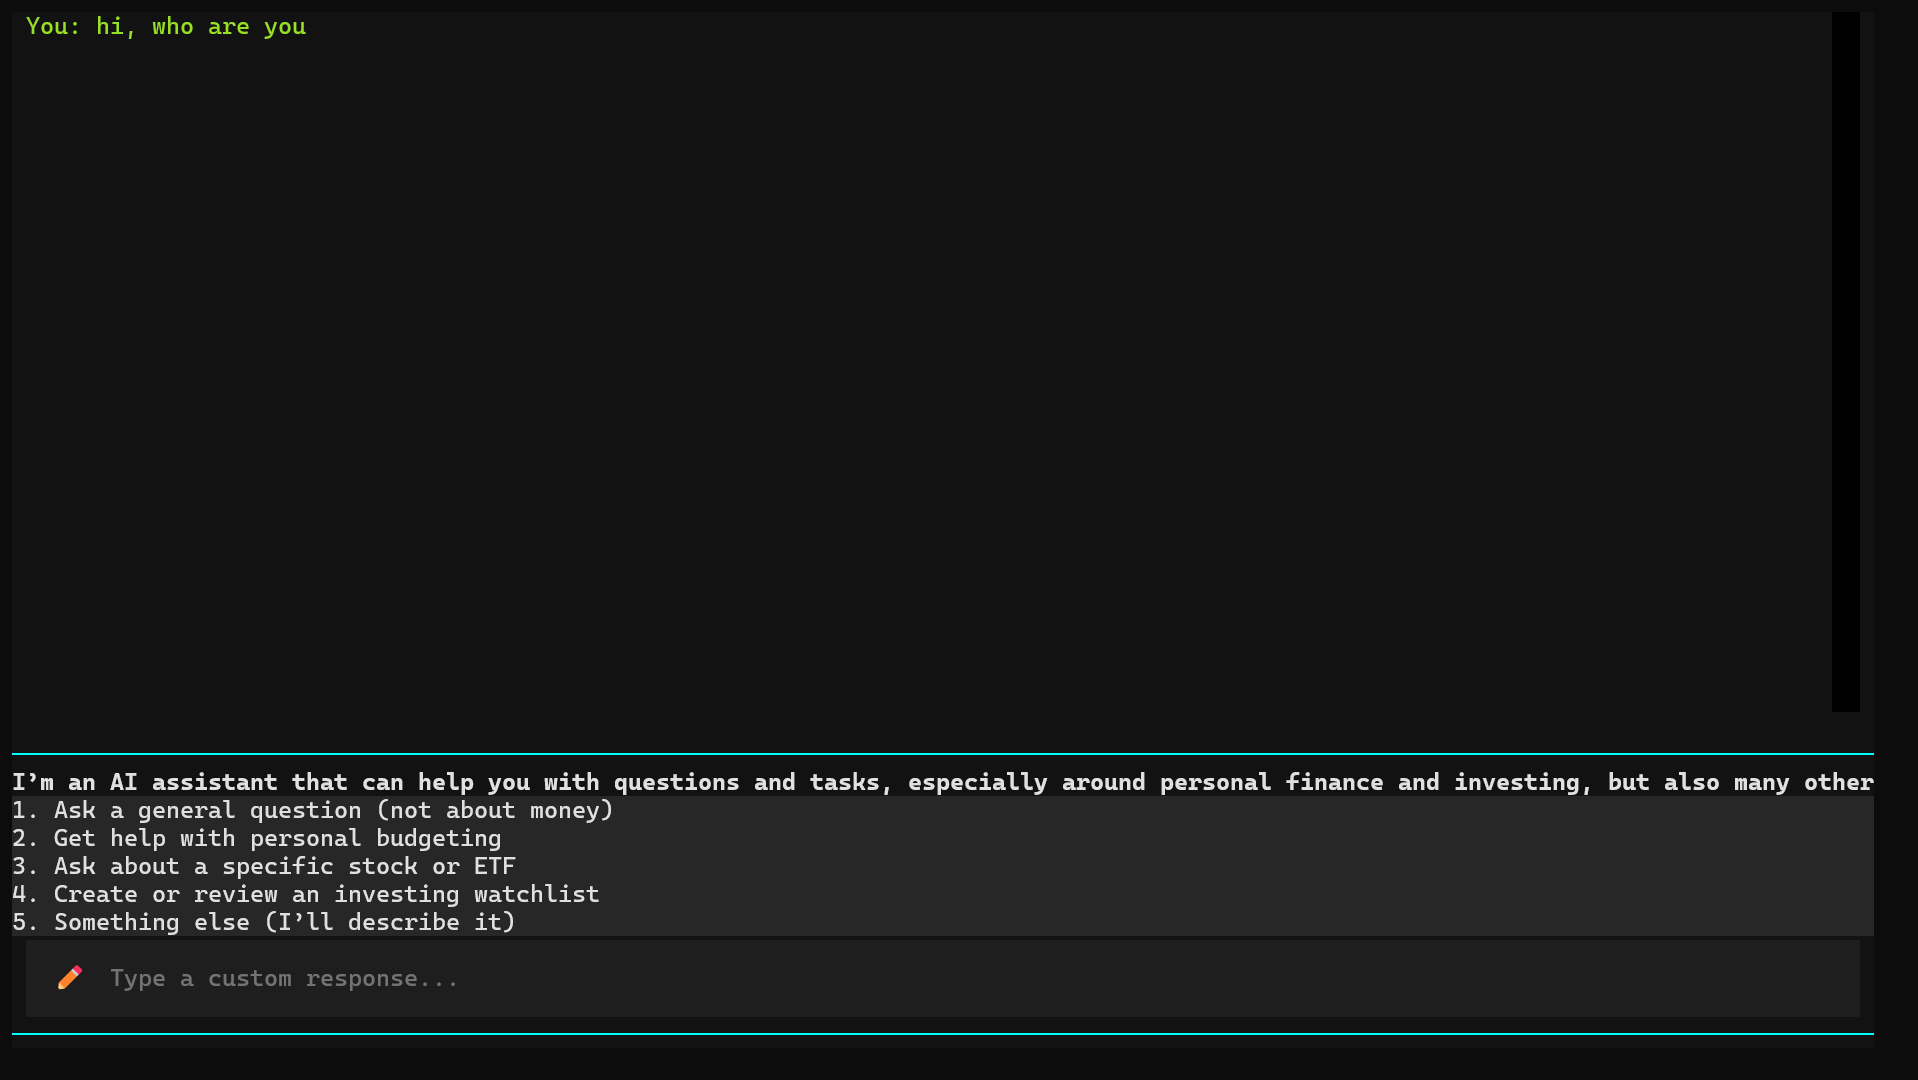 You: hi, who are you
I’m an AI assistant that can help you with questions and tasks, especially around personal finance and investing, but also many other
1. Ask a general question (not about money)
2. Get help with personal budgeting
3. Ask about a specific stock or ETF
4. Create or review an investing watchlist
5. Something else (I’ll describe it)
Type a custom response...